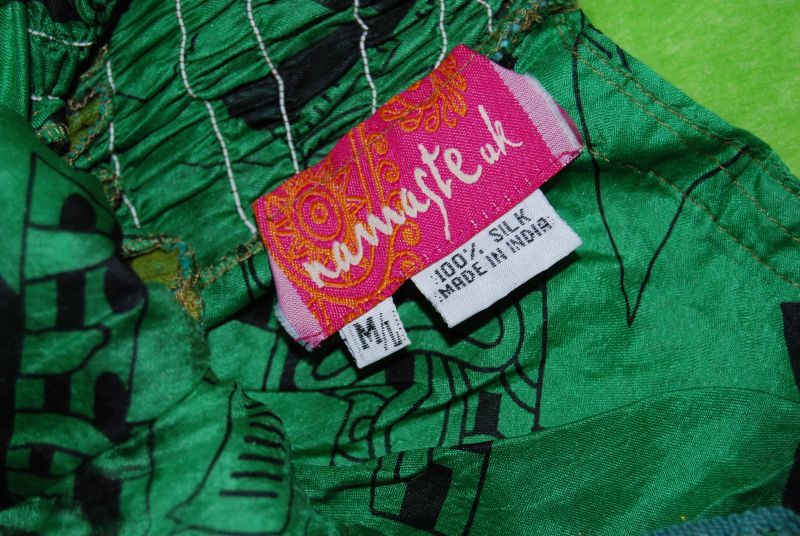 namaste uk
100% SILK
MADE IN INDIA
M/L